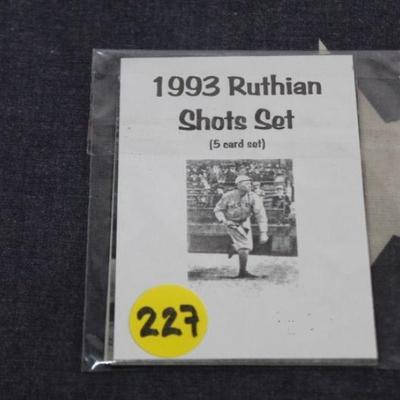 1993 Ruthian
Shots Set
(5 card set)
227